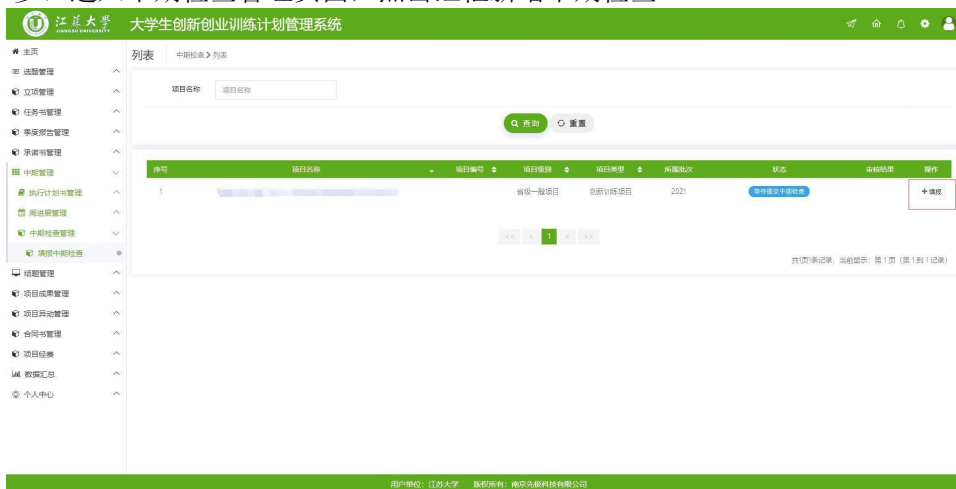 江苏大学 大学生创新创业训练计划管理系统
JIANGSU UNIVERSITY
主页
选题管理
立项管理
任务书管理
季度报告管理
承诺书管理
中期管理
执行计划书管理
周进展管理
中期检查管理
填报中期检查
结题管理
项目成果管理
项目异动管理
合同书管理
项目经费
数据汇总
个人中心
列表 中期检查 > 列表
项目名称 项目名称
查询 重置
序号 项目名称 项目编号 项目级别 项目类型 所属批次 状态 审核结果 操作
1 省级一般项目 创新训练项目 2021 等待提交中期检查 +填报
<< < 1 > >>
共1页1条记录，当前显示：第 1 页（第 1 到 1 记录）
用户单位：江苏大学 版权所有：南京先极科技有限公司